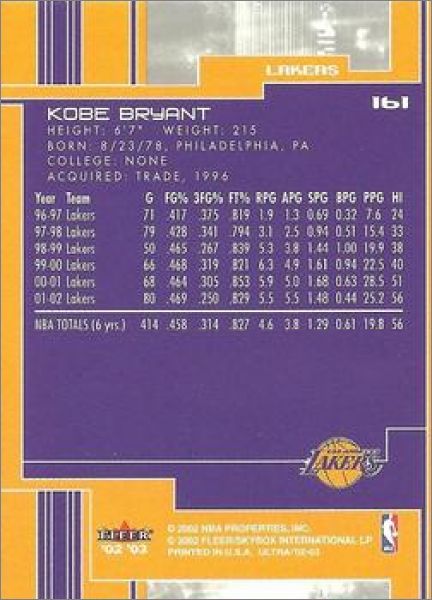 LAKERS
161
KOBE BRYANT
HEIGHT: 6'7" WEIGHT: 215
BORN: 8/23/78, PHILADELPHIA, PA
COLLEGE: NONE
ACQUIRED: TRADE, 1996
Year Team G FG% 3FG% FT% RPG APG SPG BPG PPG HI
96-97 Lakers 71 .417 .375 .819 1.9 1.3 0.69 0.32 7.6 24
97-98 Lakers 79 .428 .341 .794 3.1 2.5 0.94 0.51 15.4 33
98-99 Lakers 50 .465 .267 .839 5.3 3.8 1.44 1.00 19.9 38
99-00 Lakers 66 .468 .319 .821 6.3 4.9 1.61 0.94 22.5 40
00-01 Lakers 68 .464 .305 .853 5.9 5.0 1.68 0.63 28.5 51
01-02 Lakers 80 .469 .250 .829 5.5 5.5 1.48 0.44 25.2 56
NBA TOTALS (6 yrs.) 414 .458 .314 .827 4.6 3.8 1.29 0.61 19.8 56
LOS ANGELES
LAKERS
FLEER
'02 '03
© 2002 NBA PROPERTIES, INC.
© 2002 FLEER/SKYBOX INTERNATIONAL LP
PRINTED IN U.S.A. ULTRA/'02-03
NBA